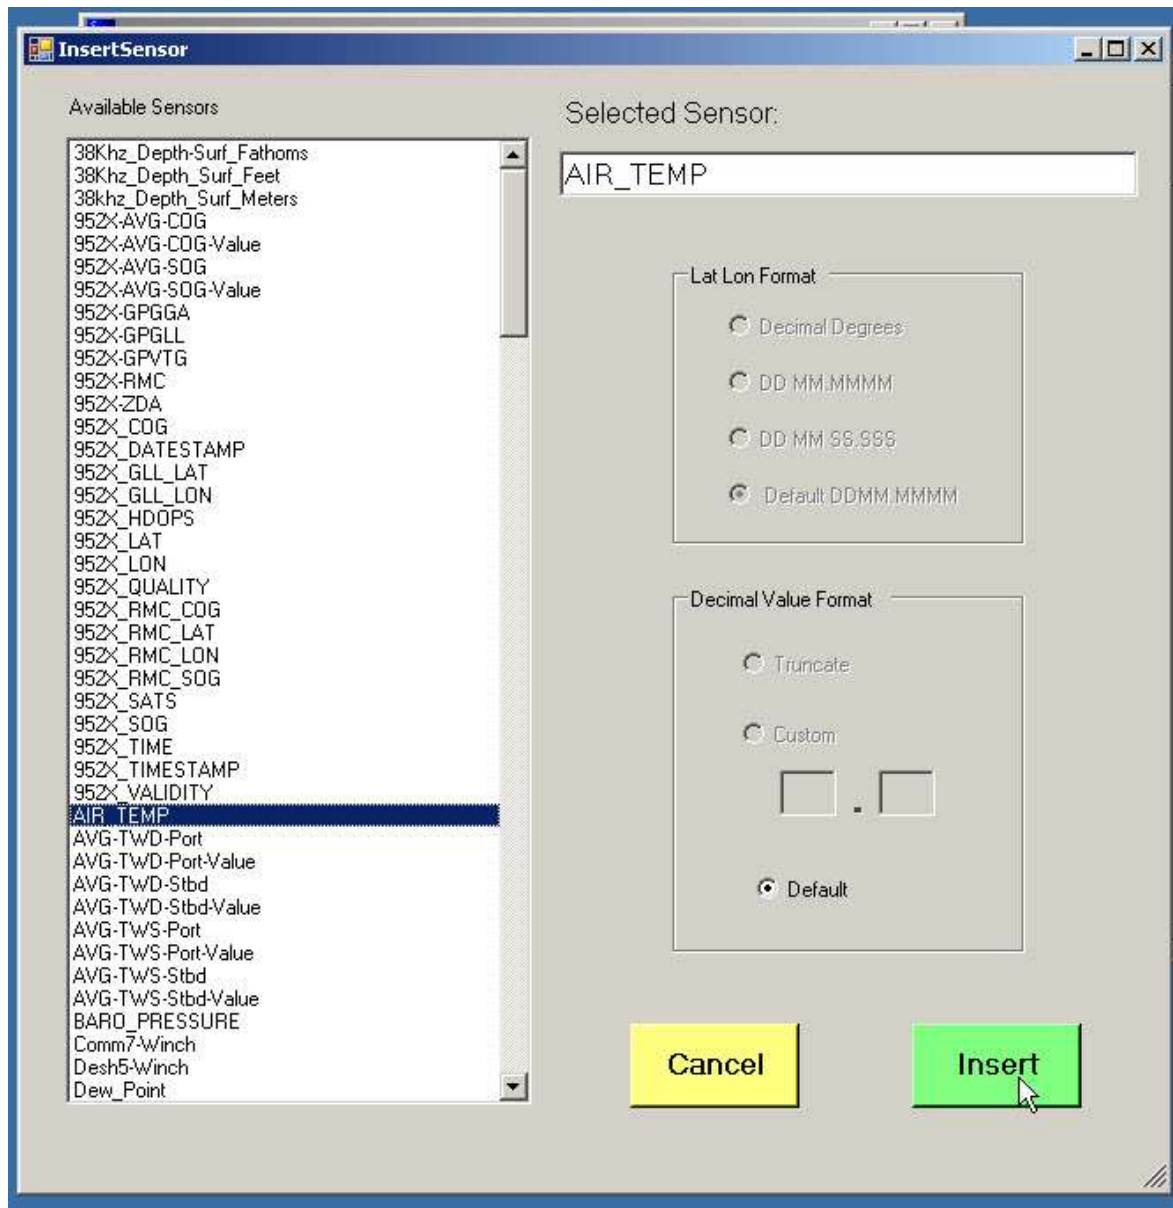 InsertSensor
Available Sensors
38Khz_Depth-Surf_Fathoms
38Khz_Depth_Surf_Feet
38khz_Depth_Surf_Meters
952X-AVG-COG
952X-AVG-COG-Value
952X-AVG-SOG
952X-AVG-SOG-Value
952X-GPGGA
952X-GPGLL
952X-GPVTG
952X-RMC
952X-ZDA
952X_COG
952X_DATESTAMP
952X_GLL_LAT
952X_GLL_LON
952X_HDOPS
952X_LAT
952X_LON
952X_QUALITY
952X_RMC_COG
952X_RMC_LAT
952X_RMC_LON
952X_RMC_SOG
952X_SATS
952X_SOG
952X_TIME
952X_TIMESTAMP
952X_VALIDITY
AIR_TEMP
AVG-TWD-Port
AVG-TWD-Port-Value
AVG-TWD-Stbd
AVG-TWD-Stbd-Value
AVG-TWS-Port
AVG-TWS-Port-Value
AVG-TWS-Stbd
AVG-TWS-Stbd-Value
BARO_PRESSURE
Comm7-Winch
Desh5-Winch
Dew_Point
Selected Sensor:
AIR_TEMP
Lat Lon Format
Decimal Degrees
DD MM.MMMM
DD MM SS.SSS
Default DDMM.MMMM
Decimal Value Format
Truncate
Custom
.
Default
Cancel
Insert